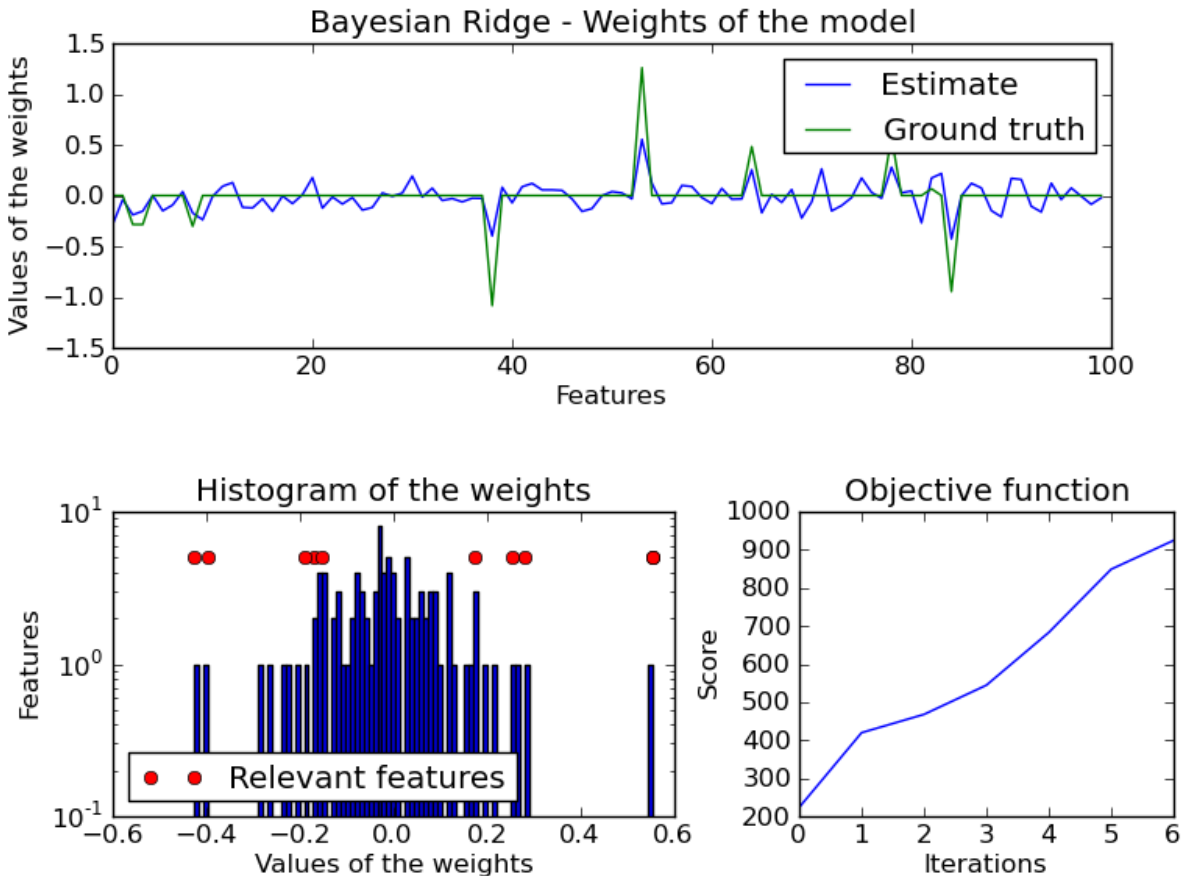 Bayesian Ridge - Weights of the model
Values of the weights
1.5
1.0
0.5
0.0
−0.5
−1.0
−1.5
Estimate
Ground truth
0 20 40 60 80 100
Features
Histogram of the weights
Features
10^1
10^0
10^-1
Relevant features
−0.6 −0.4 −0.2 0.0 0.2 0.4 0.6
Values of the weights
Objective function
Score
1000
900
800
700
600
500
400
300
200
0 1 2 3 4 5 6
Iterations